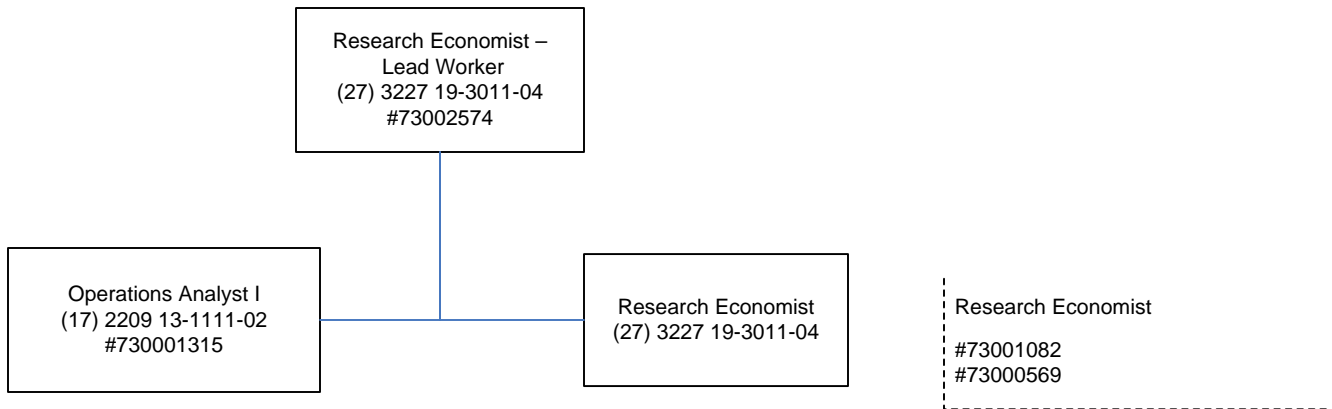 Research Economist –
Lead Worker
(27) 3227 19-3011-04
#73002574
Operations Analyst I
(17) 2209 13-1111-02
#730001315
Research Economist
(27) 3227 19-3011-04
Research Economist
#73001082
#73000569